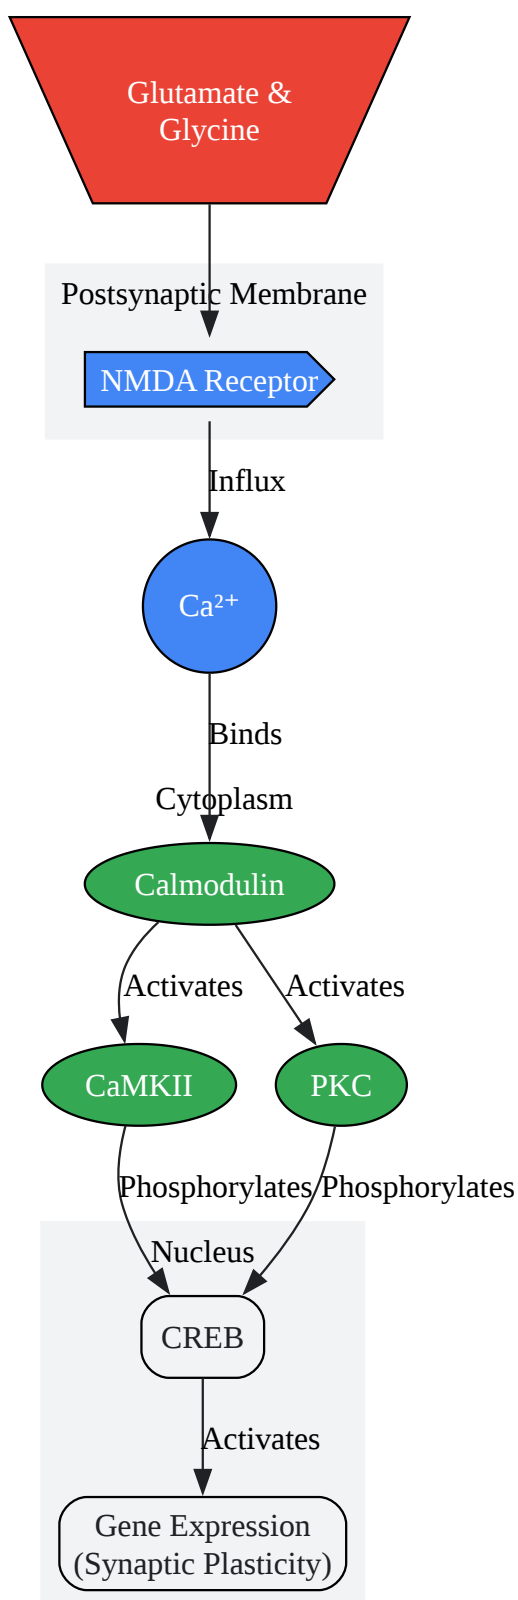 Glutamate &
Glycine
Postsynaptic Membrane
NMDA Receptor
Influx
Ca²⁺
Binds
Cytoplasm
Calmodulin
Activates
Activates
CaMKII
PKC
Phosphorylates
Phosphorylates
Nucleus
CREB
Activates
Gene Expression
(Synaptic Plasticity)